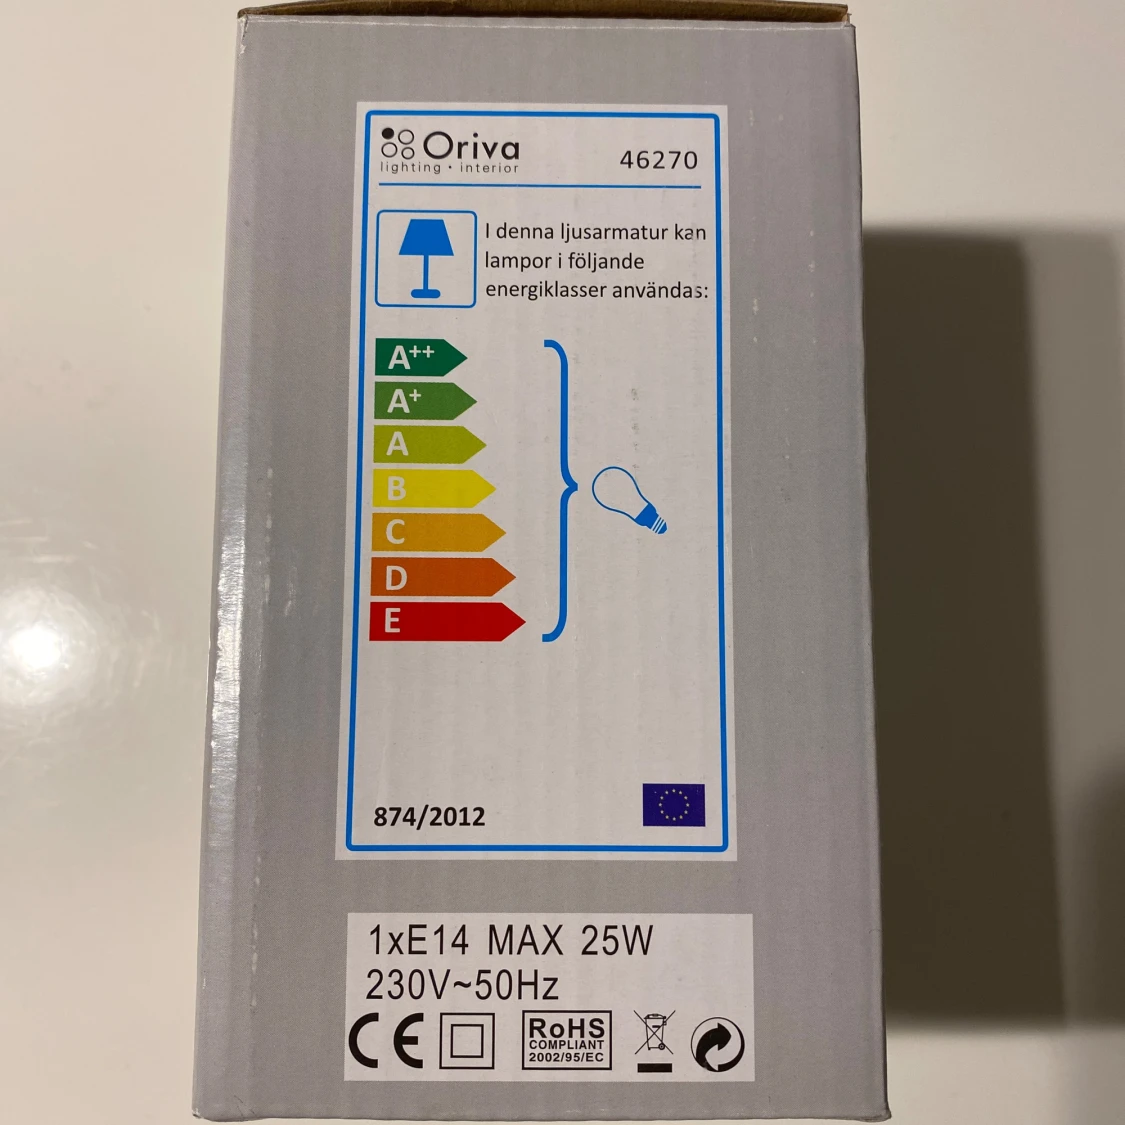 Oriva
lighting • interior
46270
I denna ljusarmatur kan
lampor i följande
energiklasser användas:
A++
A+
A
B
C
D
E
874/2012
1xE14 MAX 25W
230V~50Hz
CE
RoHS
COMPLIANT
2002/95/EC